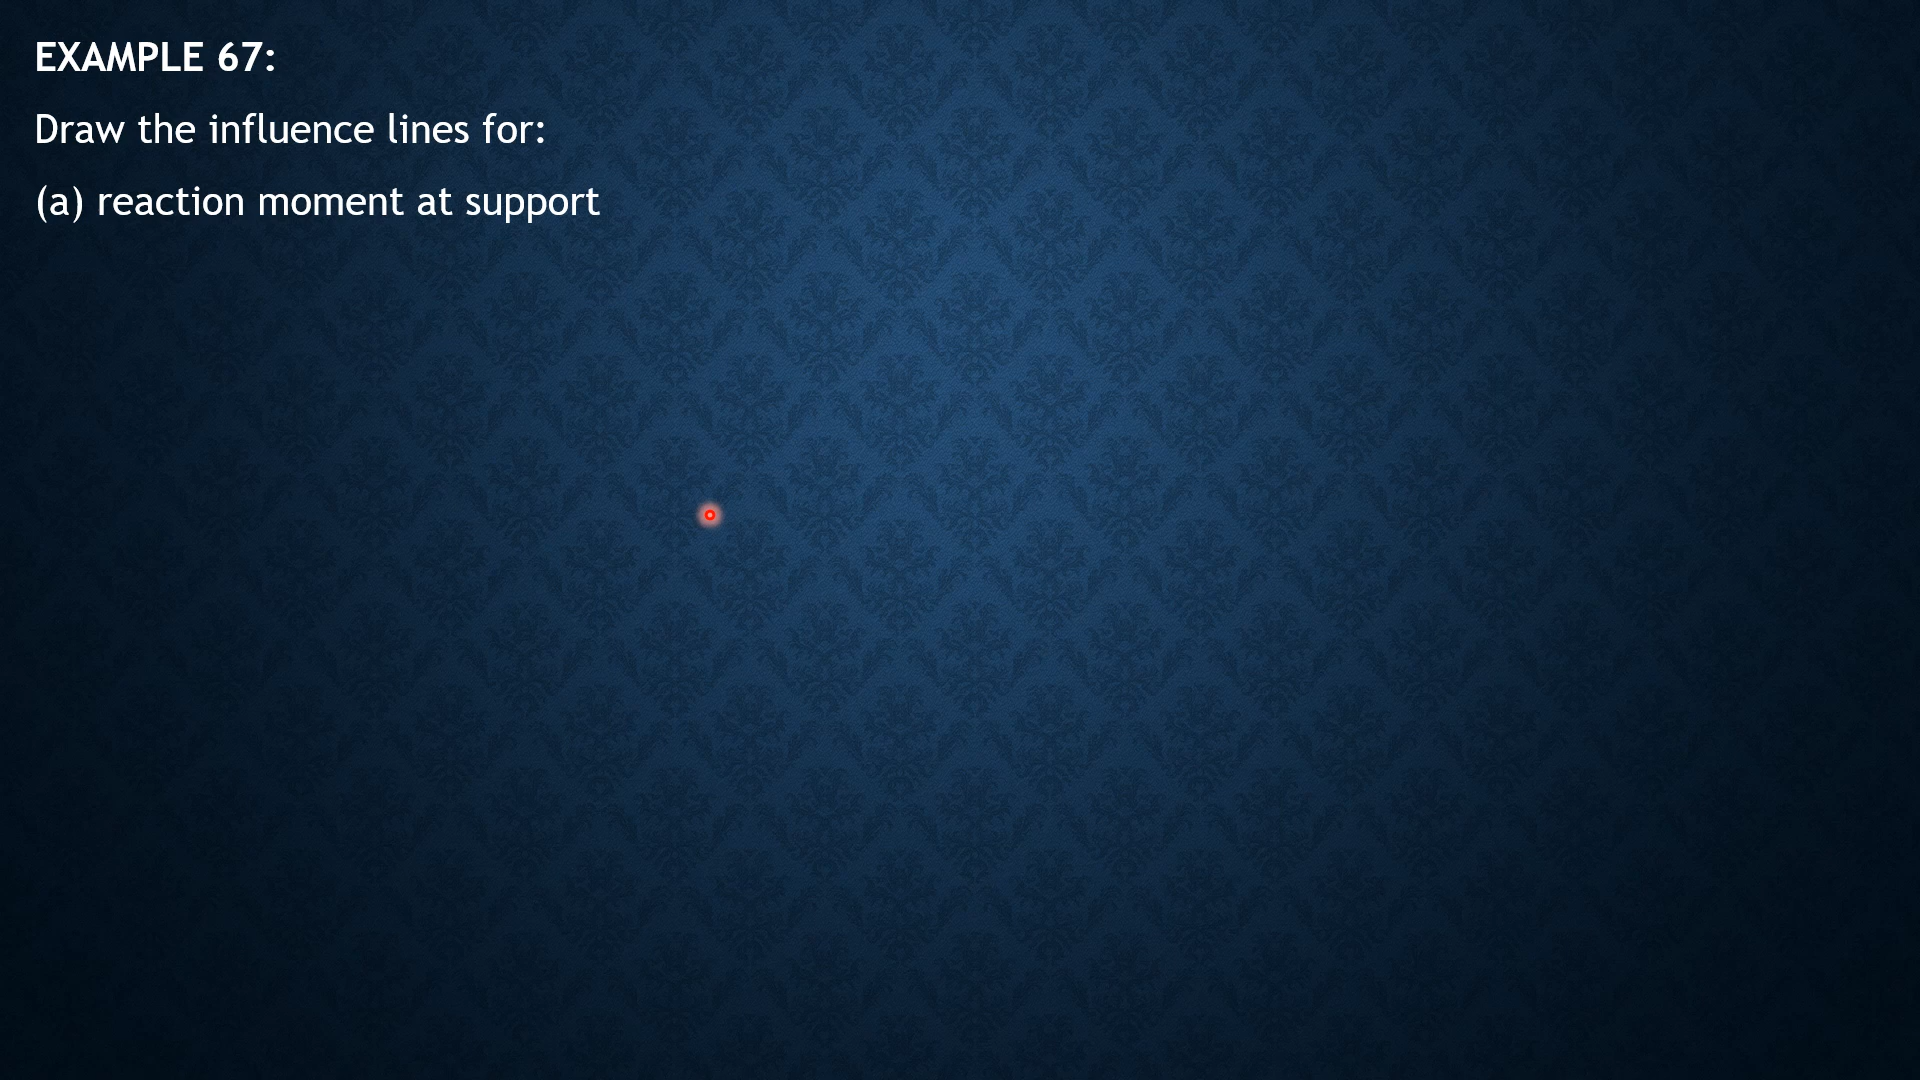 EXAMPLE 67:
Draw the influence lines for:
(a) reaction moment at support